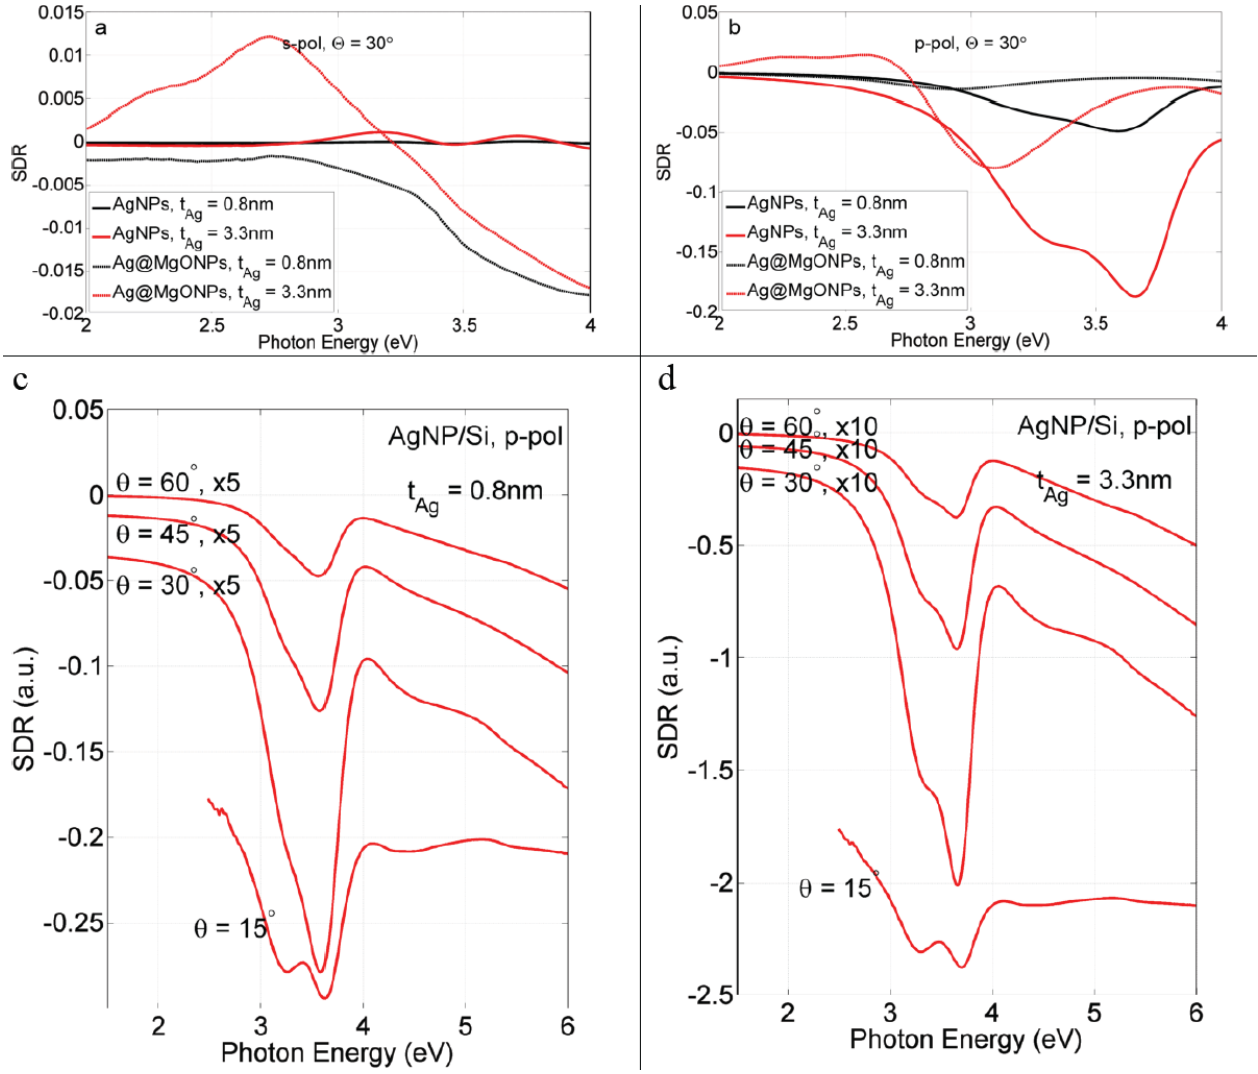 a
s-pol, Θ = 30°
0.015
0.01
0.005
0
-0.005
-0.01
-0.015
-0.02
SDR
AgNPs, tAg = 0.8nm
AgNPs, tAg = 3.3nm
Ag@MgONPs, tAg = 0.8nm
Ag@MgONPs, tAg = 3.3nm
2 2.5 3 3.5 4
Photon Energy (eV)
b
p-pol, Θ = 30°
0.05
0
-0.05
-0.1
-0.15
-0.2
SDR
AgNPs, tAg = 0.8nm
AgNPs, tAg = 3.3nm
Ag@MgONPs, tAg = 0.8nm
Ag@MgONPs, tAg = 3.3nm
2 2.5 3 3.5 4
Photon Energy (eV)
c
0.05
0
-0.05
-0.1
-0.15
-0.2
-0.25
SDR (a.u.)
AgNP/Si, p-pol
tAg = 0.8nm
θ = 60°, x5
θ = 45°, x5
θ = 30°, x5
θ = 15°
2 3 4 5 6
Photon Energy (eV)
d
0
-0.5
-1
-1.5
-2
-2.5
SDR (a.u.)
AgNP/Si, p-pol
tAg = 3.3nm
θ = 60°, x10
θ = 45°, x10
θ = 30°, x10
θ = 15°
2 3 4 5 6
Photon Energy (eV)